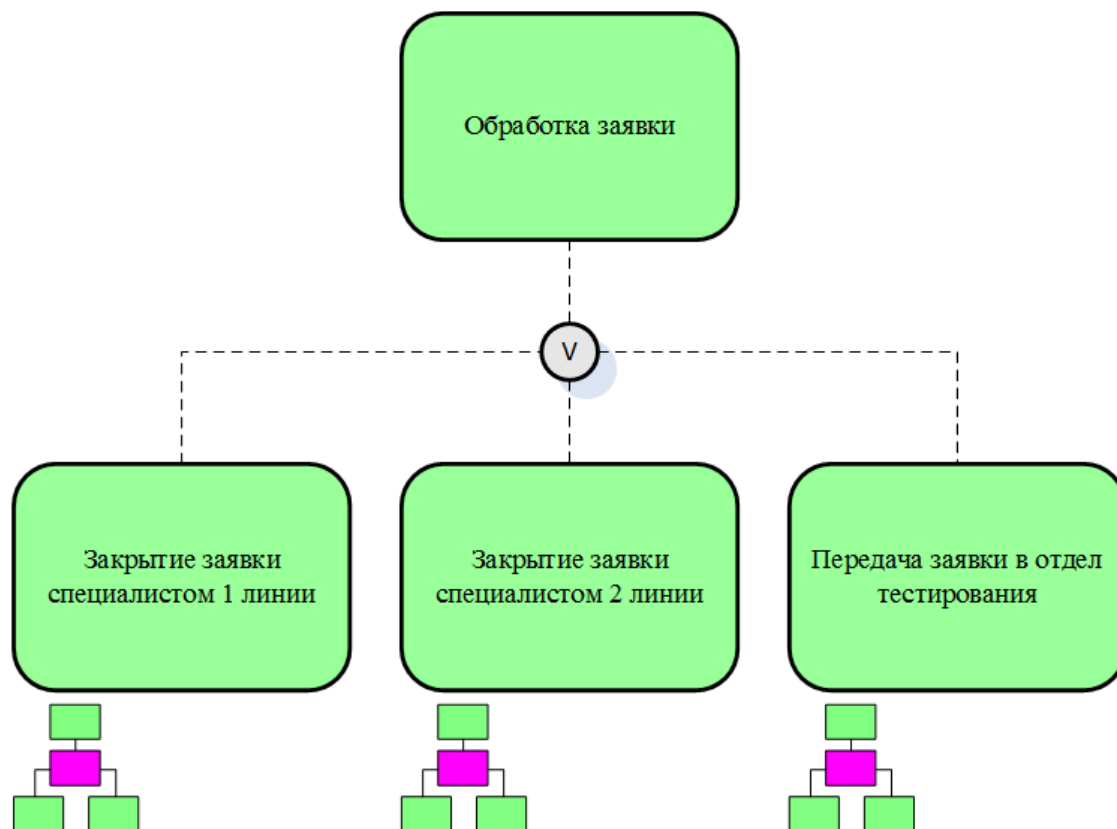 Обработка заявки
V
Закрытие заявки
специалистом 1 линии
Закрытие заявки
специалистом 2 линии
Передача заявки в отдел
тестирования